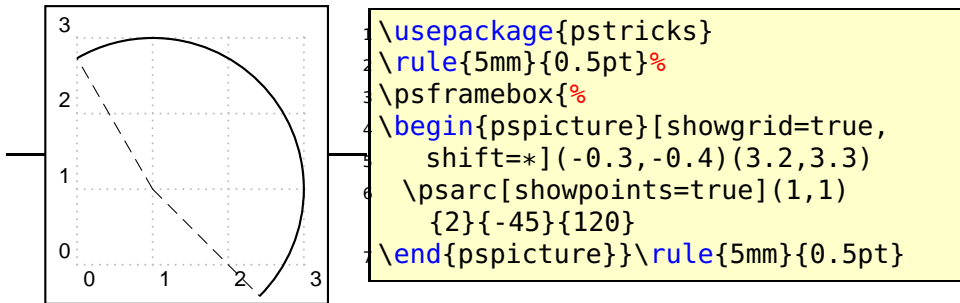 3
2
1
0
0 1 2 3
1 \usepackage{pstricks}
2 \rule{5mm}{0.5pt}%
3 \psframebox{%
4 \begin{pspicture}[showgrid=true,
5 shift=*](-0.3,-0.4)(3.2,3.3)
6 \psarc[showpoints=true](1,1)
{2}{-45}{120}
7 \end{pspicture}}\rule{5mm}{0.5pt}